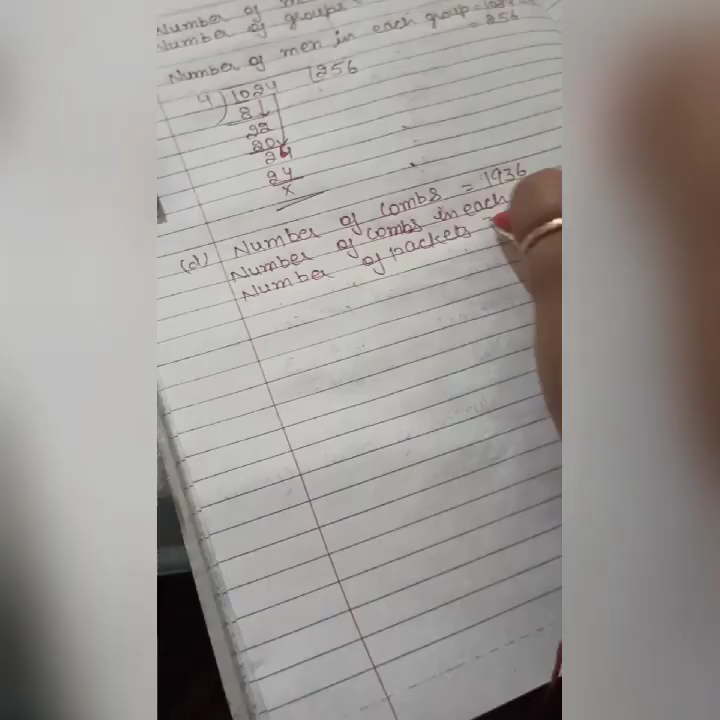 Number of
Number of groups =
Number of men in each group = 1024
= 256
4) 1024 (256
8
22
20
24
24
x
(d) Number of combs = 1936
Number of combs in each
Number of packets =